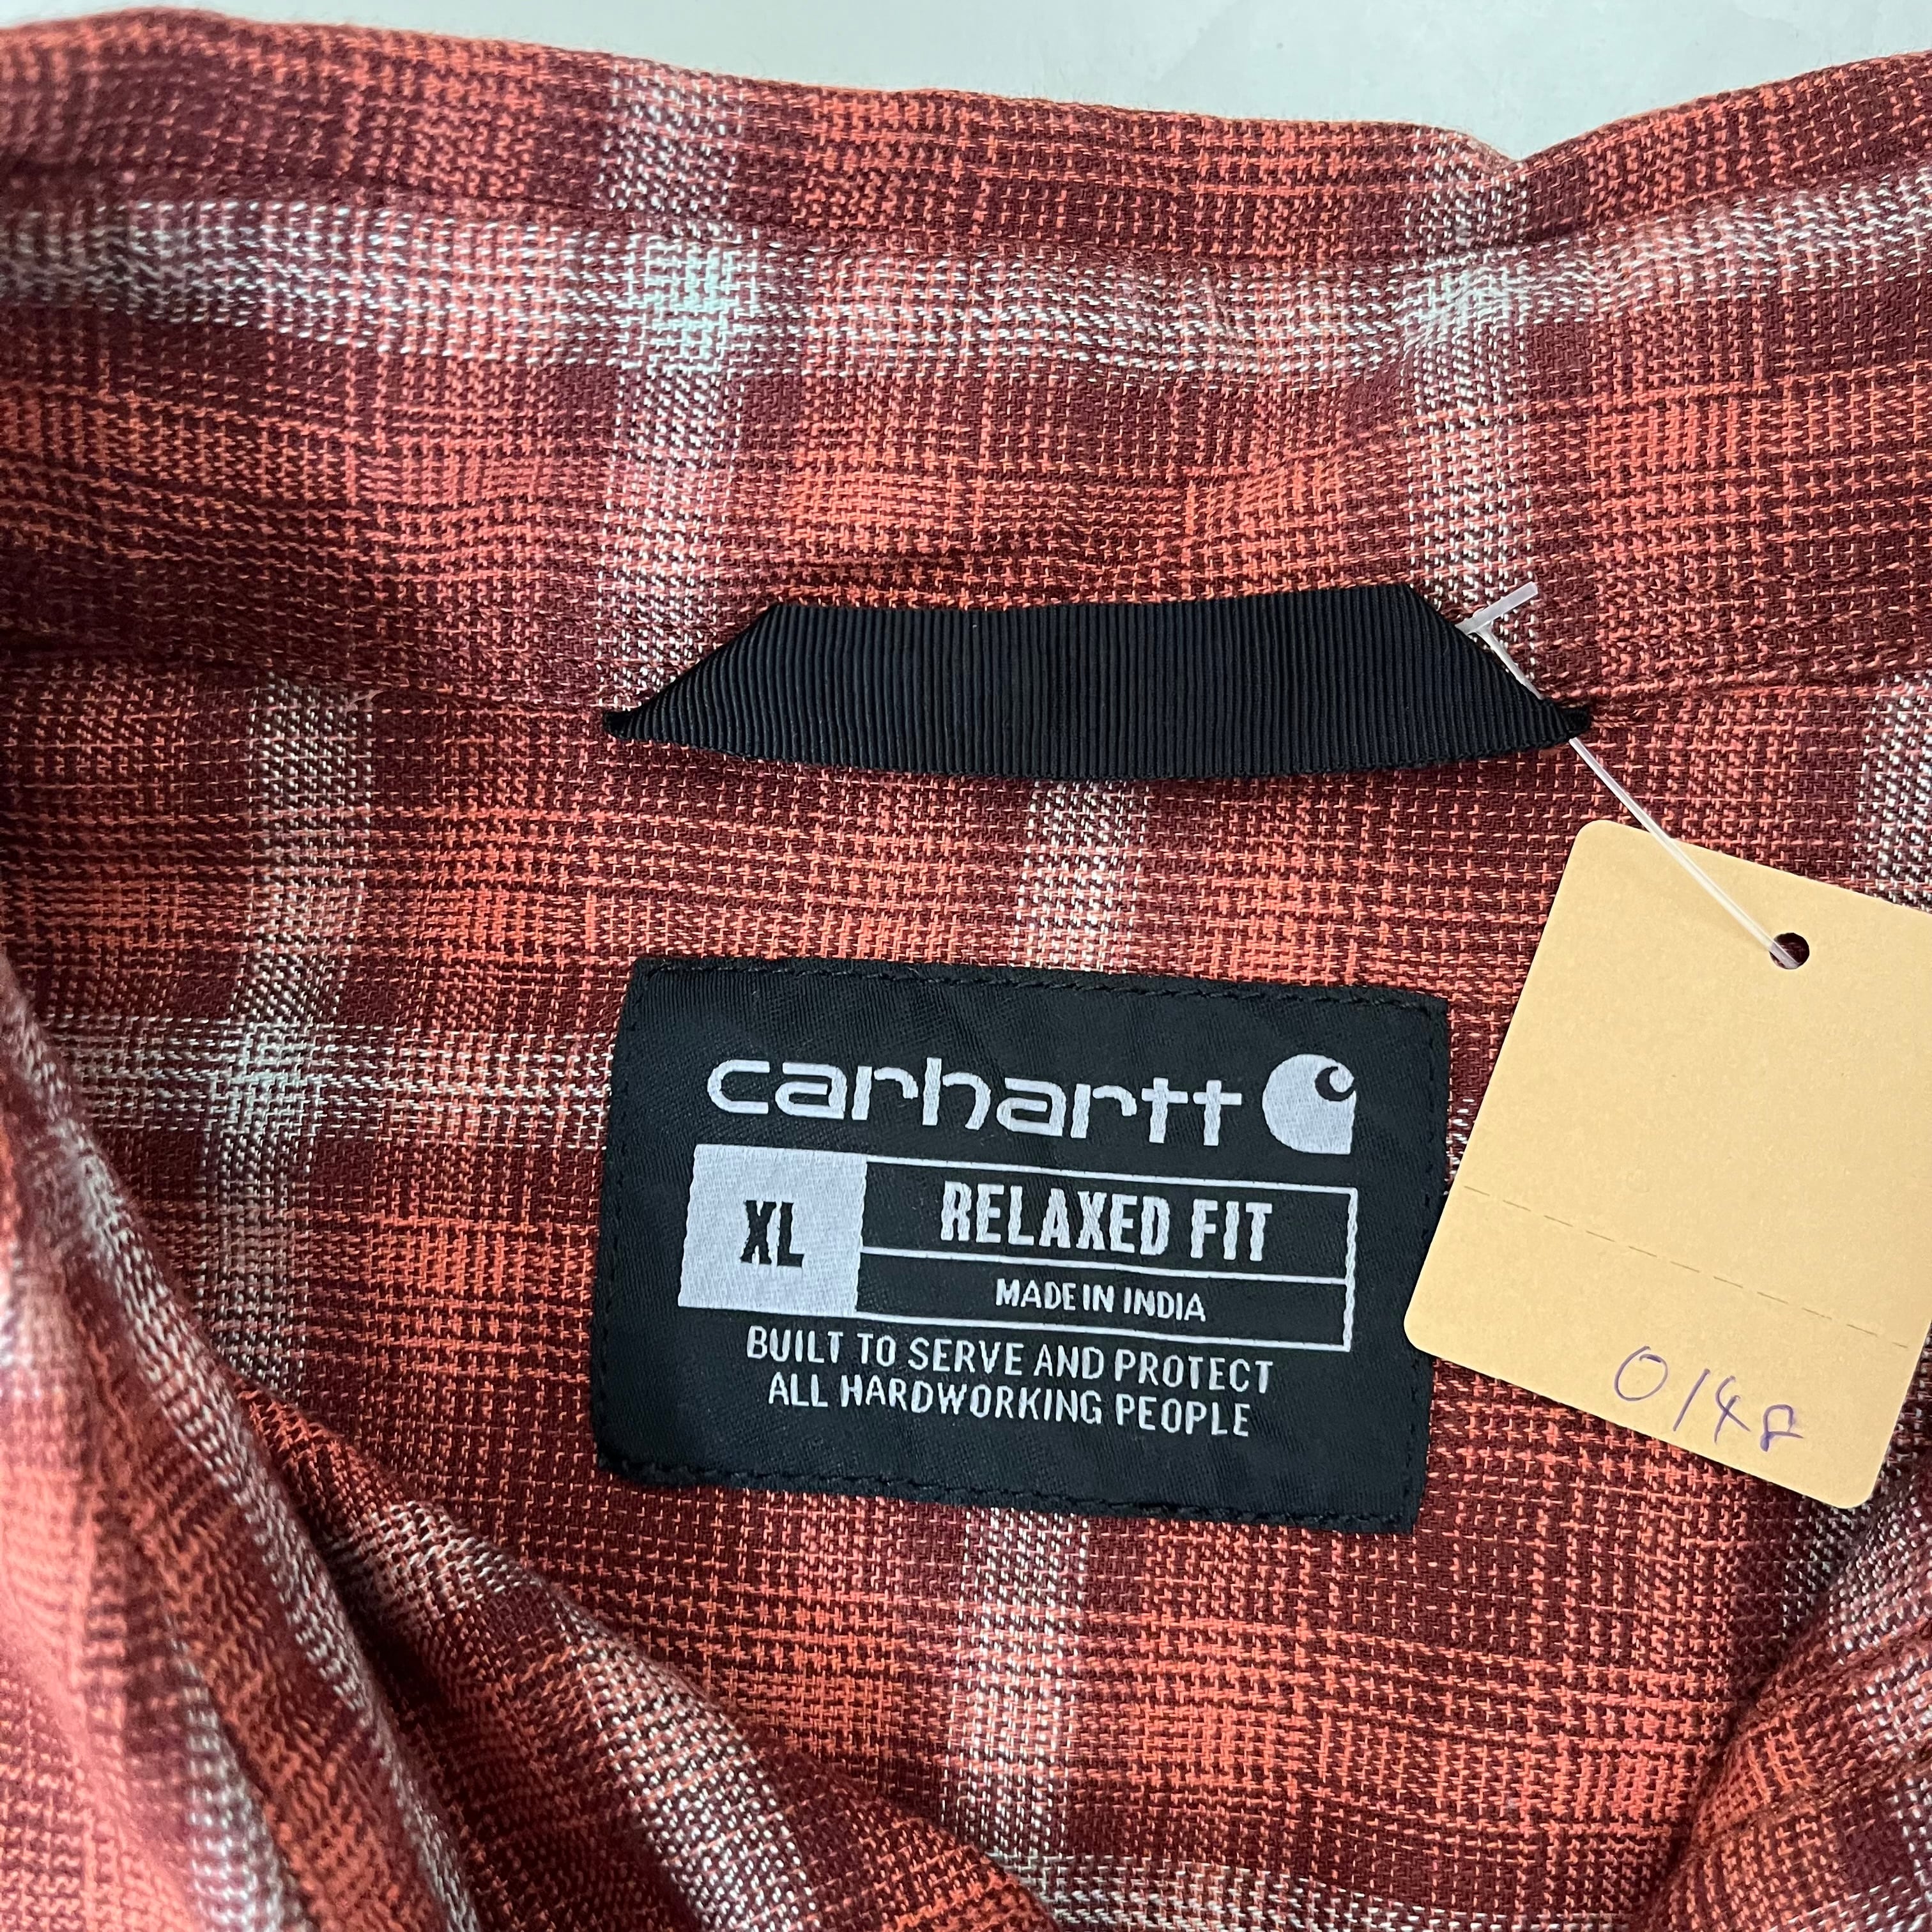 carhartt
XL
RELAXED FIT
MADE IN INDIA
BUILT TO SERVE AND PROTECT
ALL HARDWORKING PEOPLE
0148